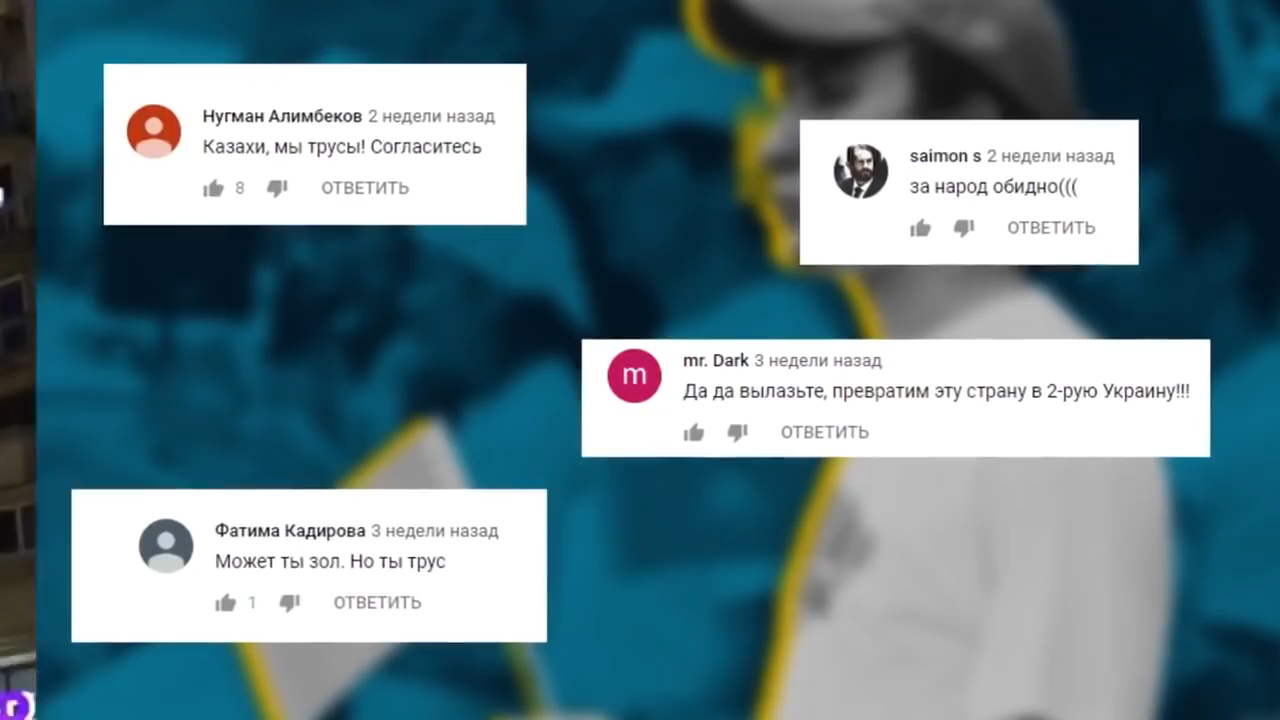 Нугман Алимбеков 2 недели назад
Казахи, мы трусы! Согласитесь
8 ОТВЕТИТЬ
saimon s 2 недели назад
за народ обидно(((
ОТВЕТИТЬ
m
mr. Dark 3 недели назад
Да да вылазьте, превратим эту страну в 2-рую Украину!!!
ОТВЕТИТЬ
Фатима Кадирова 3 недели назад
Может ты зол. Но ты трус
1 ОТВЕТИТЬ